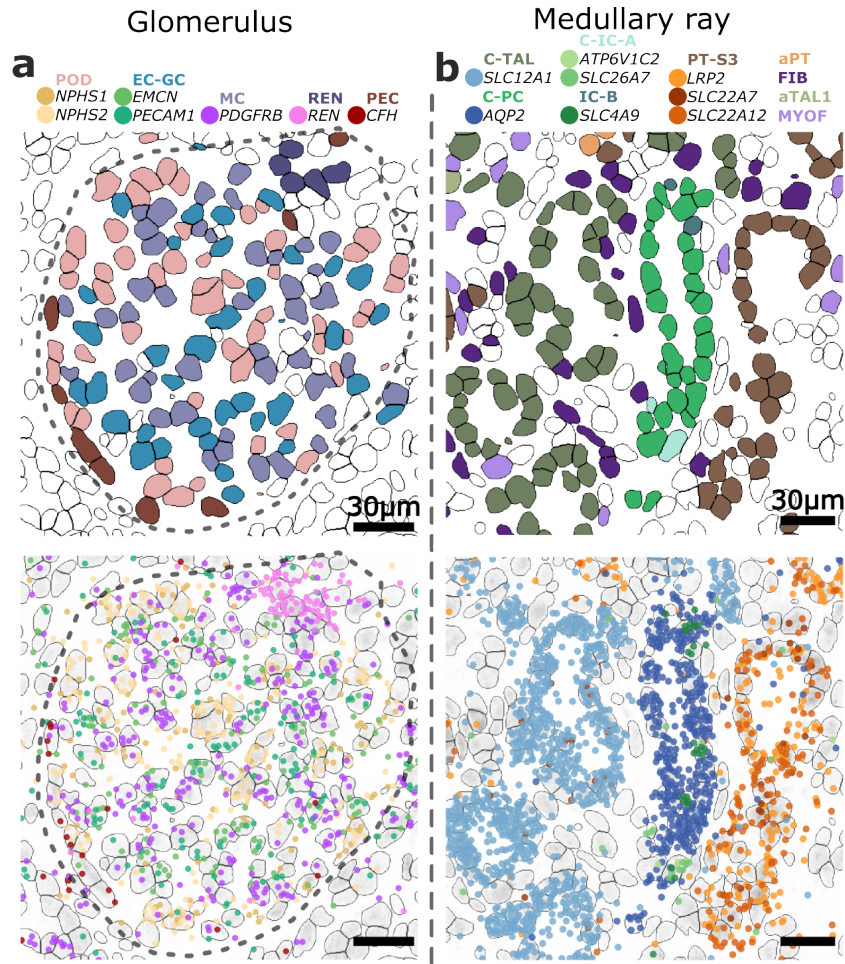 Glomerulus
Medullary ray
a
POD
EC-GC
MC
REN
PEC
NPHS1
EMCN
NPHS2
PECAM1
PDGFRB
REN
CFH
b
C-IC-A
C-TAL
ATP6V1C2
PT-S3
aPT
SLC12A1
SLC26A7
LRP2
FIB
C-PC
IC-B
SLC22A7
aTAL1
AQP2
SLC4A9
SLC22A12
MYOF
30µm
30µm